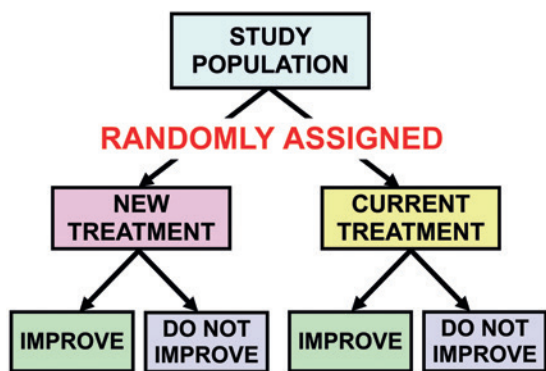 STUDY
POPULATION
RANDOMLY ASSIGNED
NEW
TREATMENT
CURRENT
TREATMENT
IMPROVE
DO NOT
IMPROVE
IMPROVE
DO NOT
IMPROVE